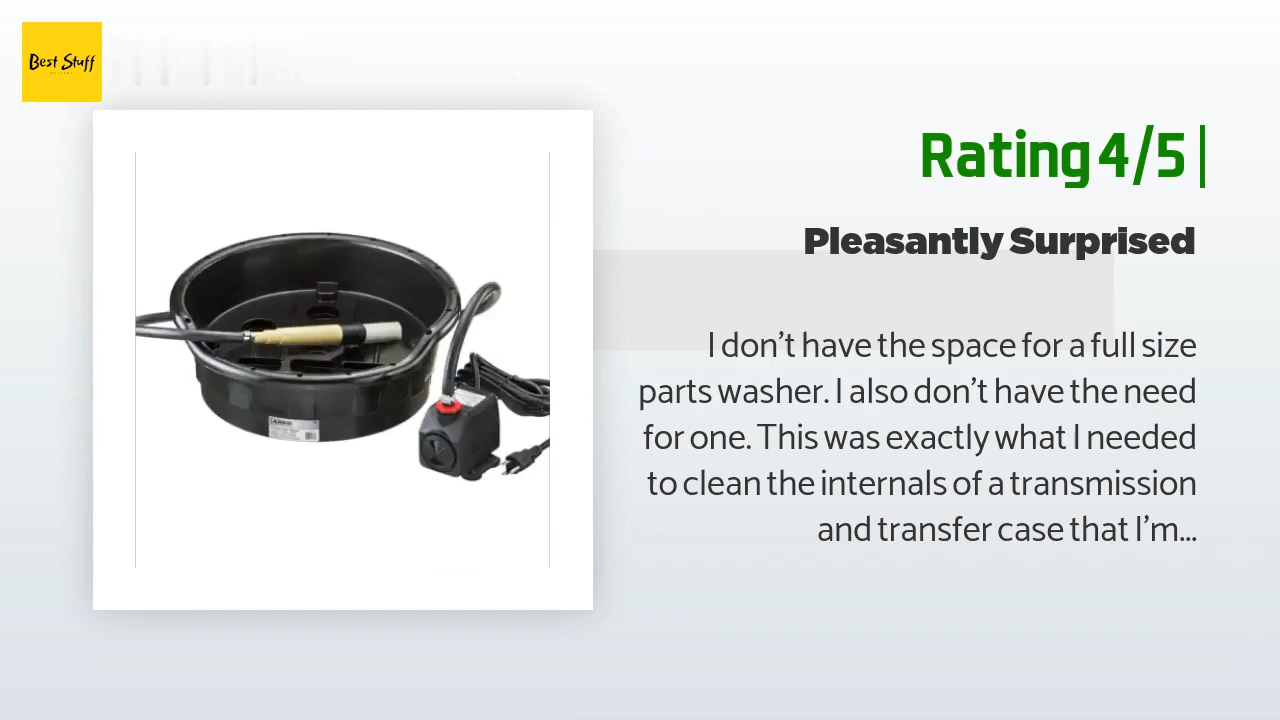 Best Stuff
Rating 4/5 |
Pleasantly Surprised
I don’t have the space for a full size
parts washer. I also don’t have the need
for one. This was exactly what I needed
to clean the internals of a transmission
and transfer case that I’m...